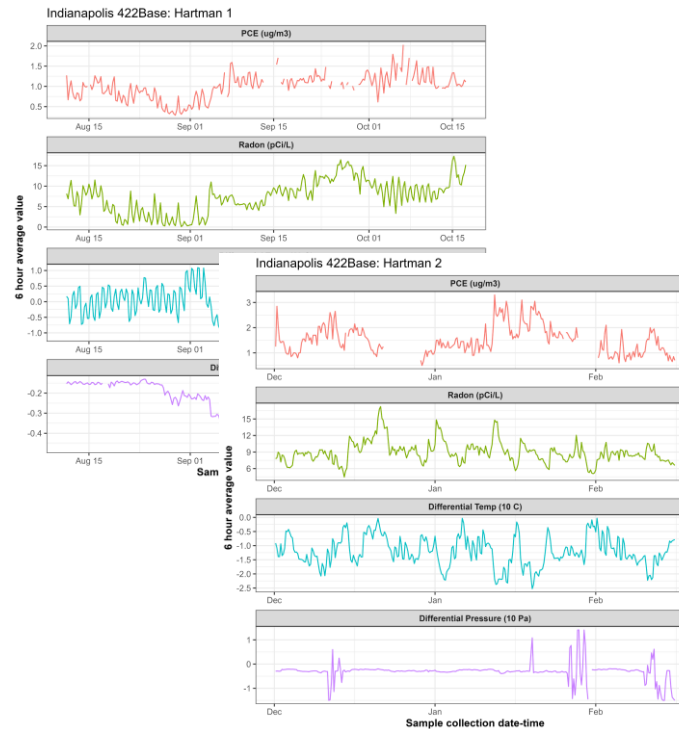 Indianapolis 422Base: Hartman 1
PCE (ug/m3)
2.0
1.5
1.0
0.5
Aug 15 Sep 01 Sep 15 Oct 01 Oct 15
Radon (pCi/L)
15
10
5
0
Aug 15 Sep 01 Sep 15 Oct 01 Oct 15
6 hour average value
1.0
0.5
0.0
-0.5
-1.0
Aug 15 Sep 01
Di
-0.2
-0.3
-0.4
Aug 15 Sep 01
Sam
Indianapolis 422Base: Hartman 2
PCE (ug/m3)
3
2
1
Dec Jan Feb
Radon (pCi/L)
15
12
9
6
Dec Jan Feb
6 hour average value
Differential Temp (10 C)
0.0
-0.5
-1.0
-1.5
-2.0
-2.5
Dec Jan Feb
Differential Pressure (10 Pa)
1
0
-1
Dec Jan Feb
Sample collection date-time